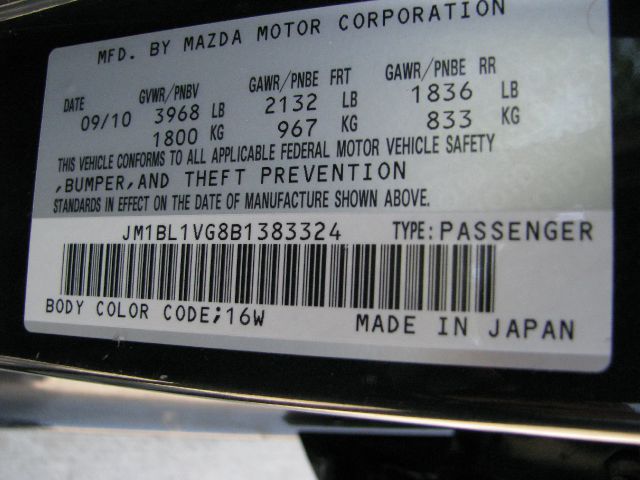 MFD. BY MAZDA MOTOR CORPORATION
DATE GVWR/PNBV GAWR/PNBE FRT GAWR/PNBE RR
09/10 3968 LB 2132 LB 1836 LB
1800 KG 967 KG 833 KG
THIS VEHICLE CONFORMS TO ALL APPLICABLE FEDERAL MOTOR VEHICLE SAFETY
,BUMPER,AND THEFT PREVENTION
STANDARDS IN EFFECT ON THE DATE OF MANUFACTURE SHOWN ABOVE.
JM1BL1VG8B1383324 TYPE:PASSENGER
BODY COLOR CODE;16W MADE IN JAPAN